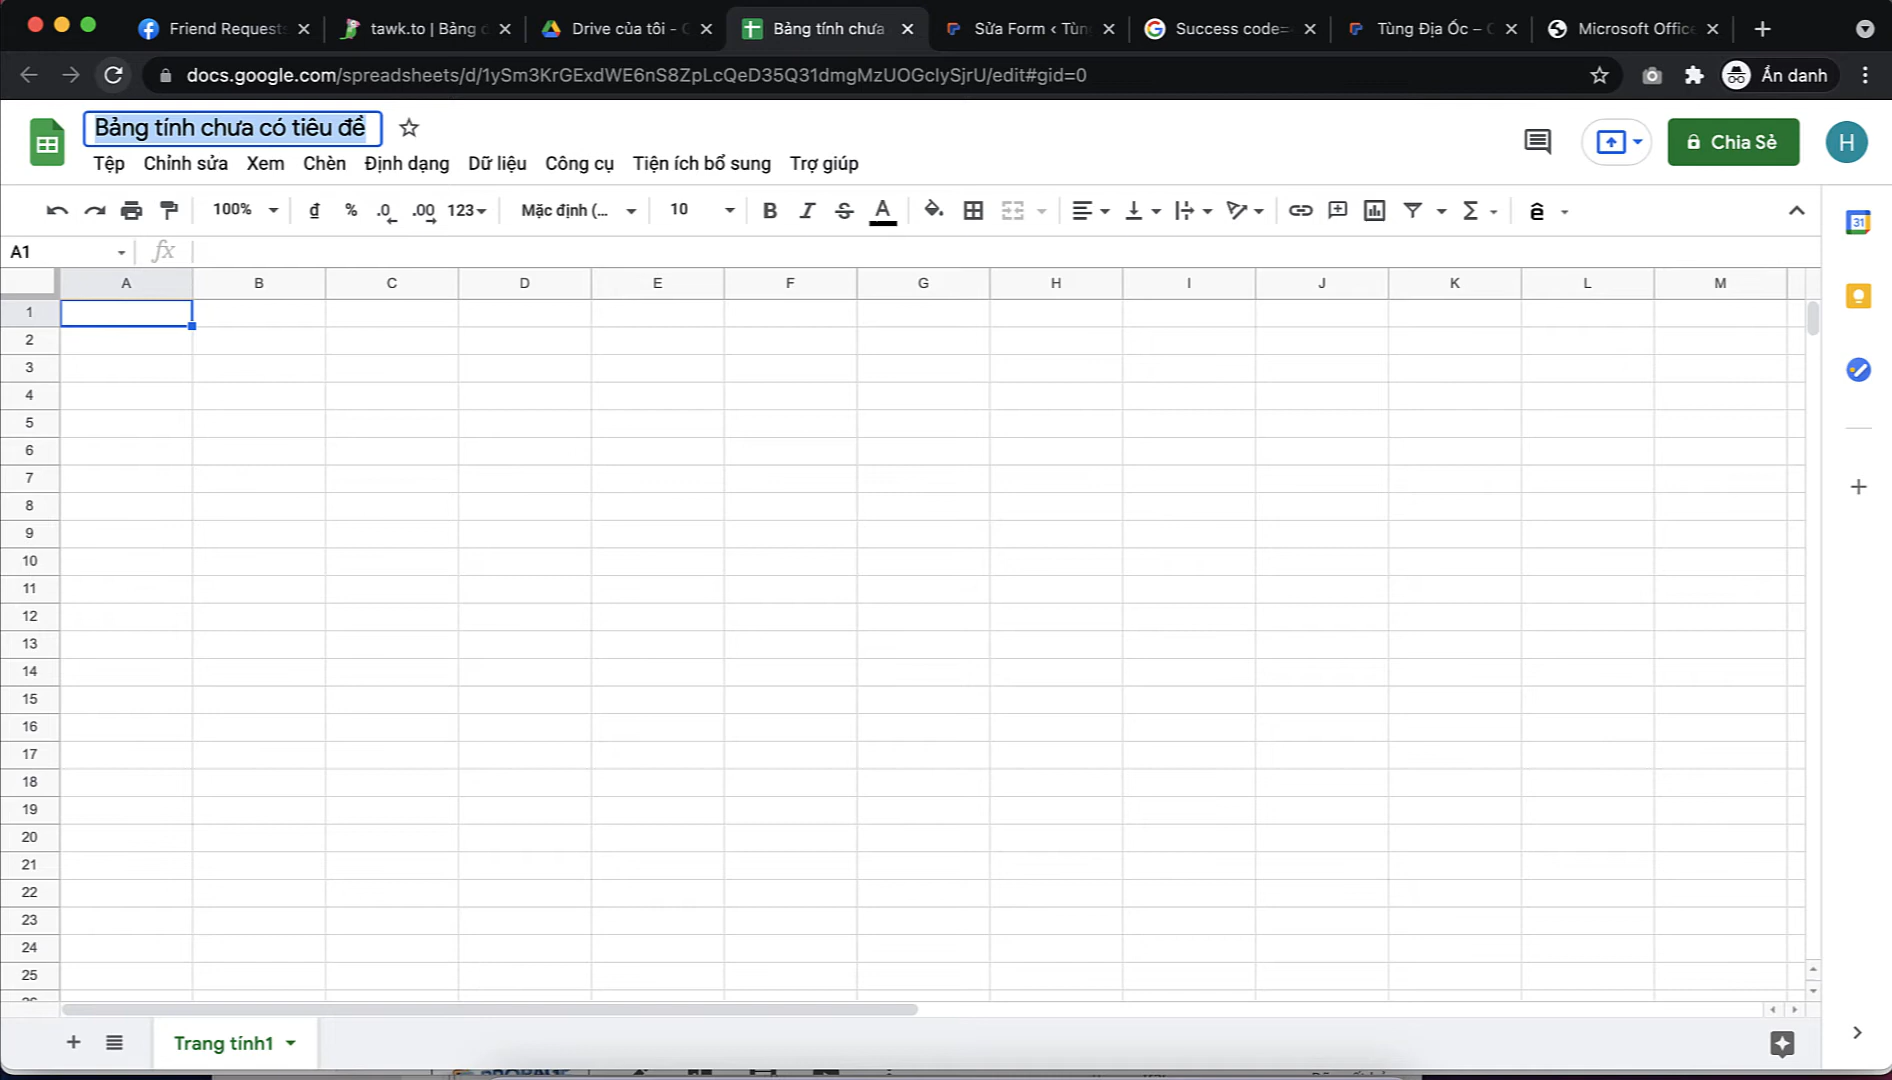 Friend Requests
tawk.to | Bảng
Drive của tôi -
Bảng tính chưa
Sửa Form ‹ Tùn
Success code=
Tùng Địa Ốc –
Microsoft Office
docs.google.com/spreadsheets/d/1ySm3KrGExdWE6nS8ZpLcQeD35Q31dmgMzUOGcIySjrU/edit#gid=0
Ẩn danh
Bảng tính chưa có tiêu đề
Tệp Chỉnh sửa Xem Chèn Định dạng Dữ liệu Công cụ Tiện ích bổ sung Trợ giúp
Chia Sẻ
H
100% ₫ % .0 .00 123 Mặc định (... 10 B I S A Σ ê
31
A1 fx
A B C D E F G H I J K L M
1
2
3
4
5
6
7
8
9
10
11
12
13
14
15
16
17
18
19
20
21
22
23
24
25
Trang tính1